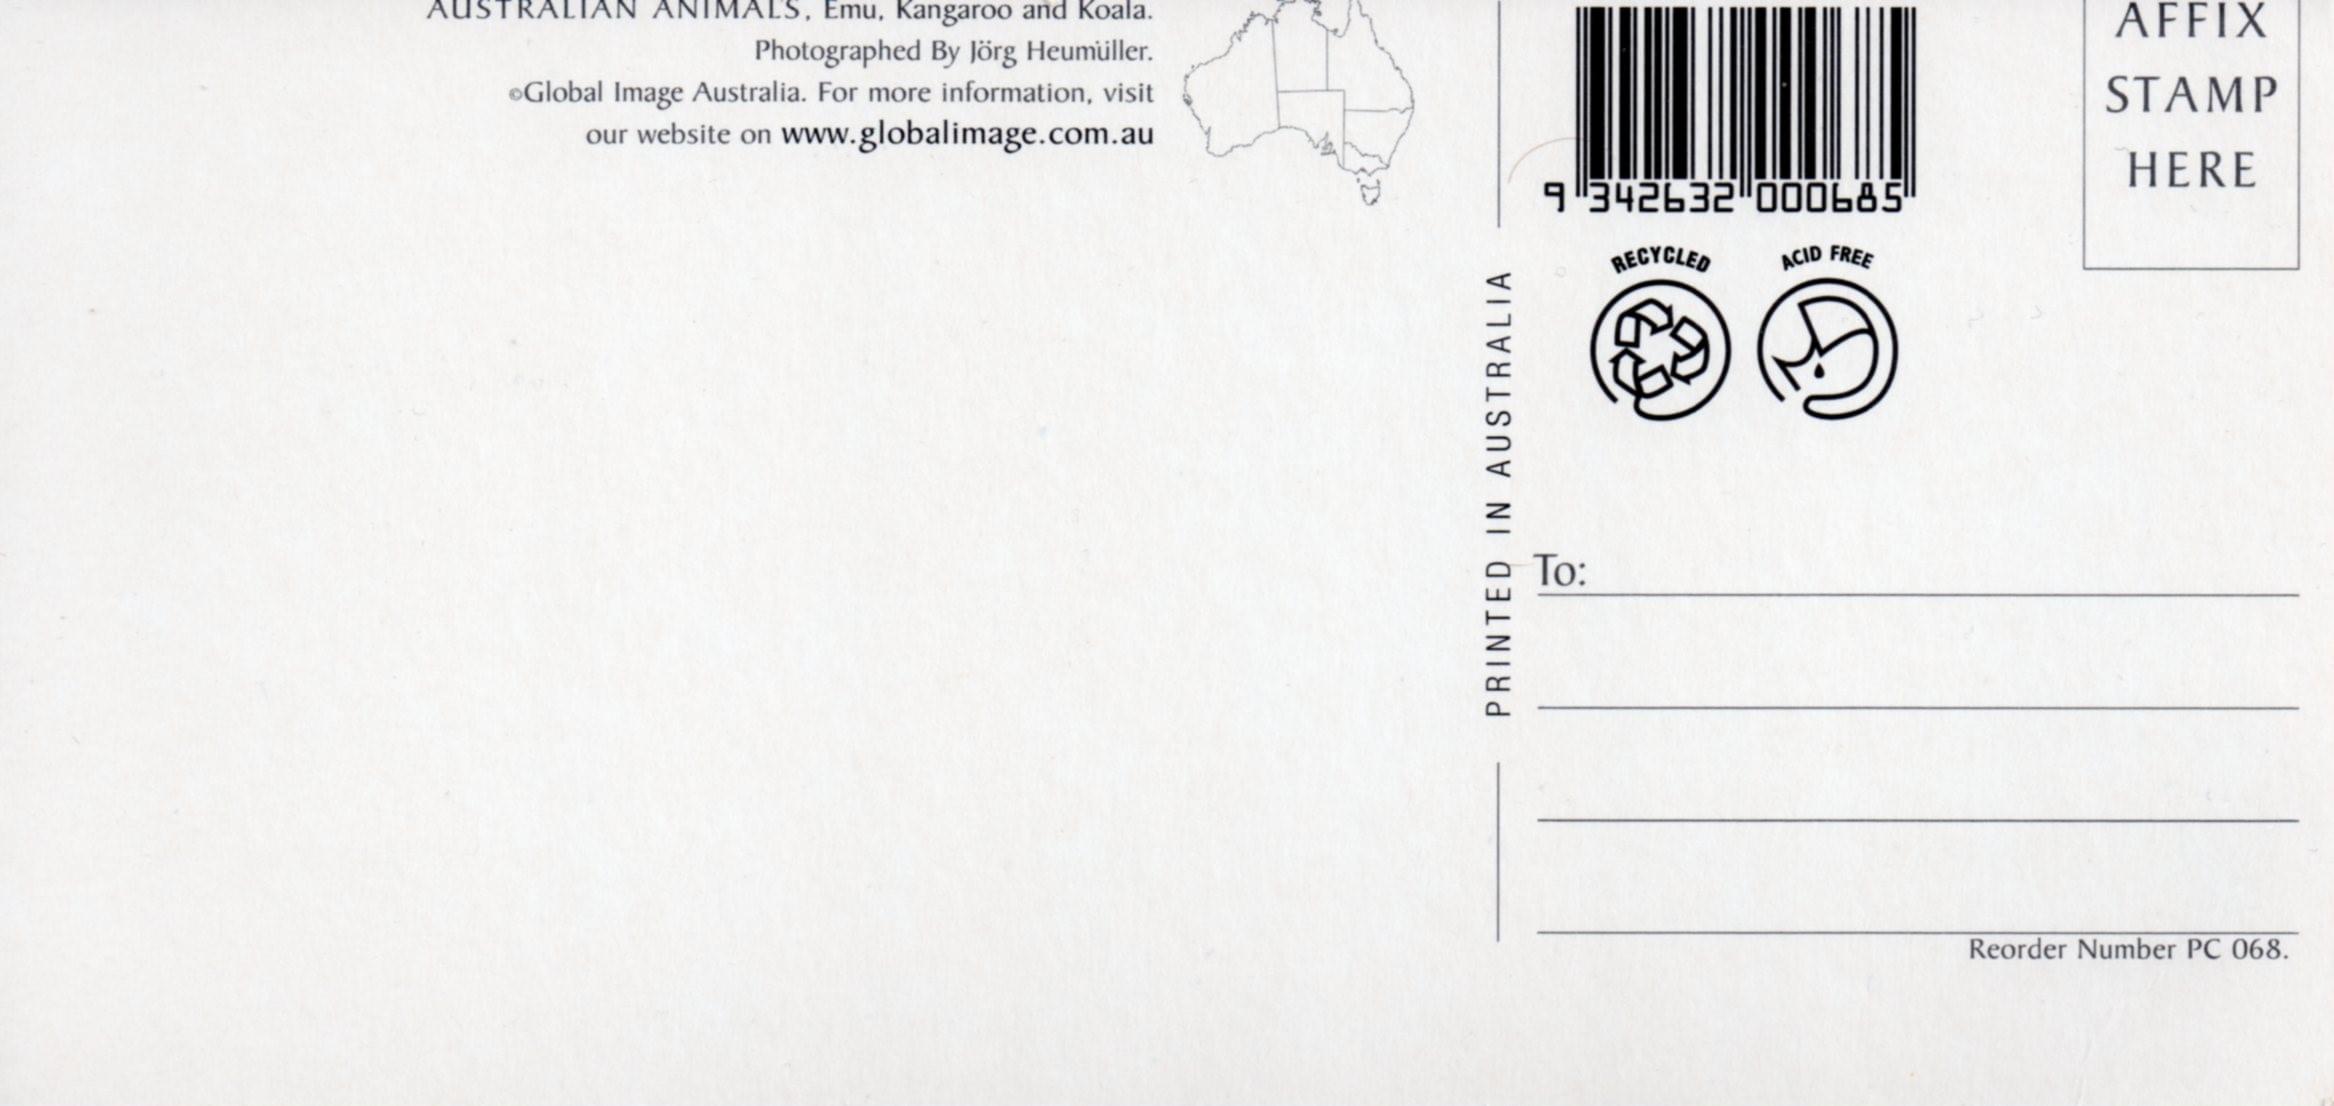 AUSTRALIAN ANIMALS, Emu, Kangaroo and Koala.
Photographed By Jörg Heumüller.
©Global Image Australia. For more information, visit
our website on www.globalimage.com.au
PRINTED IN AUSTRALIA
9 342632 000685
RECYCLED
ACID FREE
AFFIX
STAMP
HERE
To:
Reorder Number PC 068.